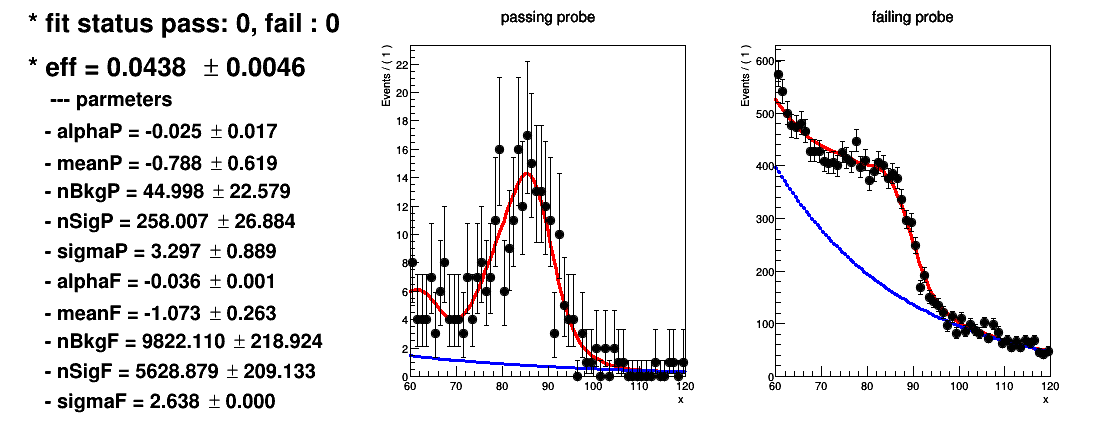 * fit status pass: 0, fail : 0
* eff = 0.0438 ± 0.0046
--- parmeters
- alphaP = -0.025 ± 0.017
- meanP = -0.788 ± 0.619
- nBkgP = 44.998 ± 22.579
- nSigP = 258.007 ± 26.884
- sigmaP = 3.297 ± 0.889
- alphaF = -0.036 ± 0.001
- meanF = -1.073 ± 0.263
- nBkgF = 9822.110 ± 218.924
- nSigF = 5628.879 ± 209.133
- sigmaF = 2.638 ± 0.000
passing probe
Events / ( 1 )
22
20
18
16
14
12
10
8
6
4
2
0
60 70 80 90 100 110 120
x
failing probe
Events / ( 1 )
600
500
400
300
200
100
0
60 70 80 90 100 110 120
x